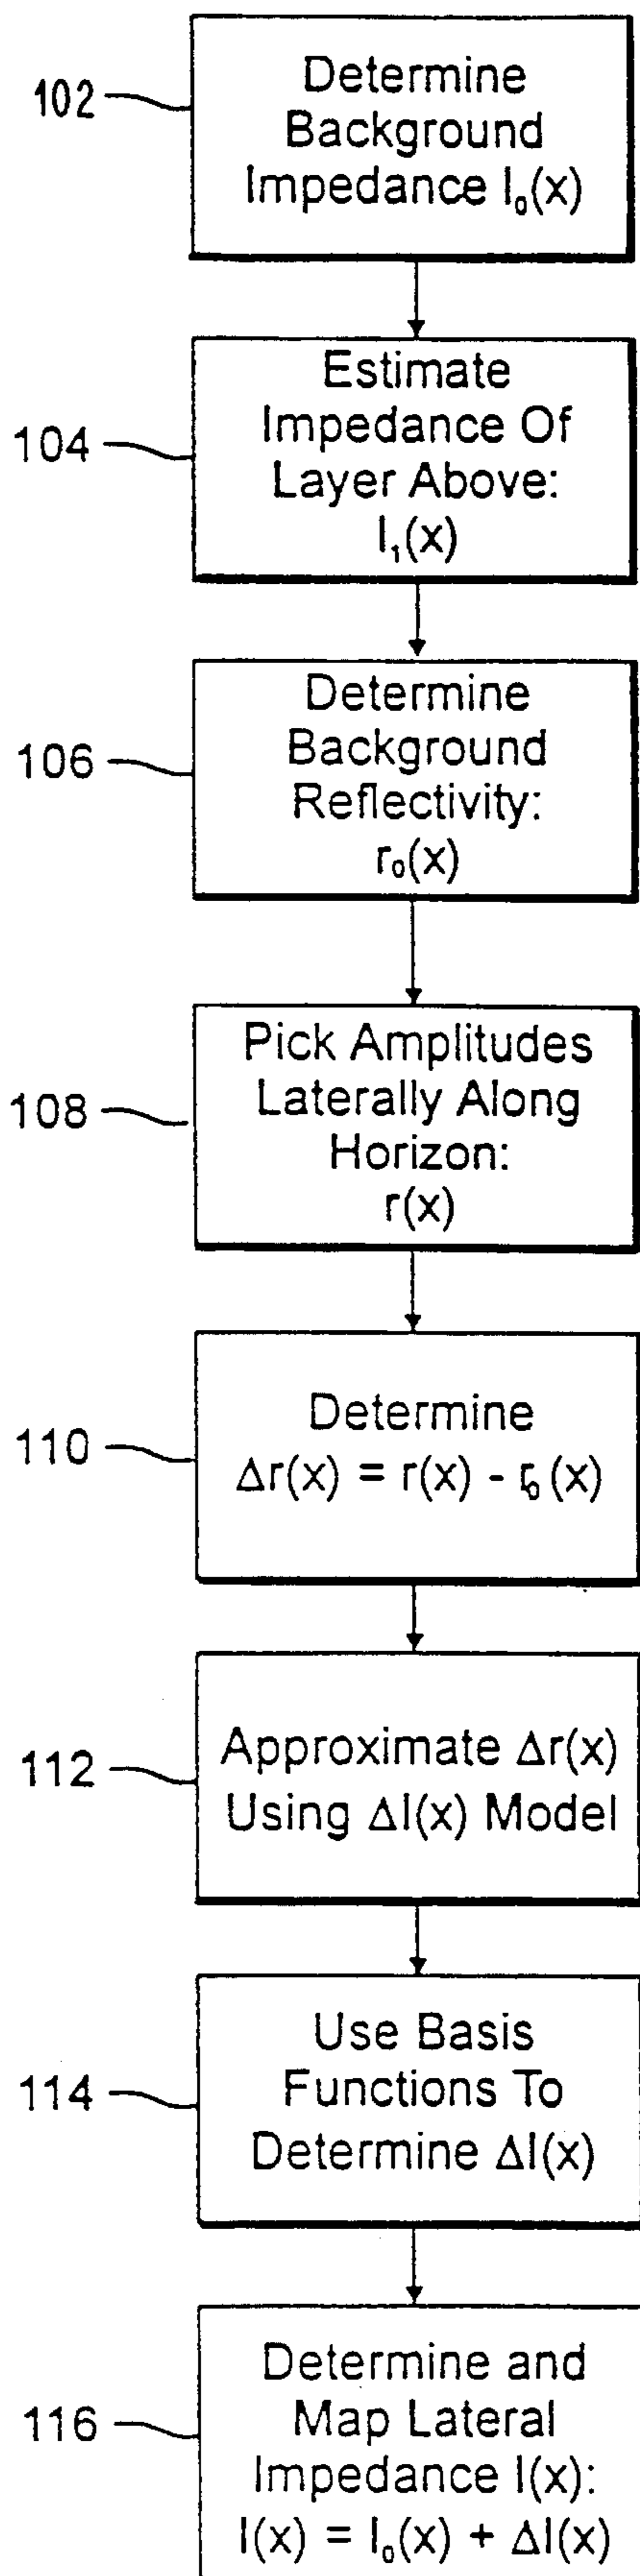 102
Determine
Background
Impedance I₀(x)
104
Estimate
Impedance Of
Layer Above:
I₁(x)
106
Determine
Background
Reflectivity:
r₀(x)
108
Pick Amplitudes
Laterally Along
Horizon:
r(x)
110
Determine
Δr(x) = r(x) - r₀(x)
112
Approximate Δr(x)
Using ΔI(x) Model
114
Use Basis
Functions To
Determine ΔI(x)
116
Determine and
Map Lateral
Impedance I(x):
I(x) = I₀(x) + ΔI(x)